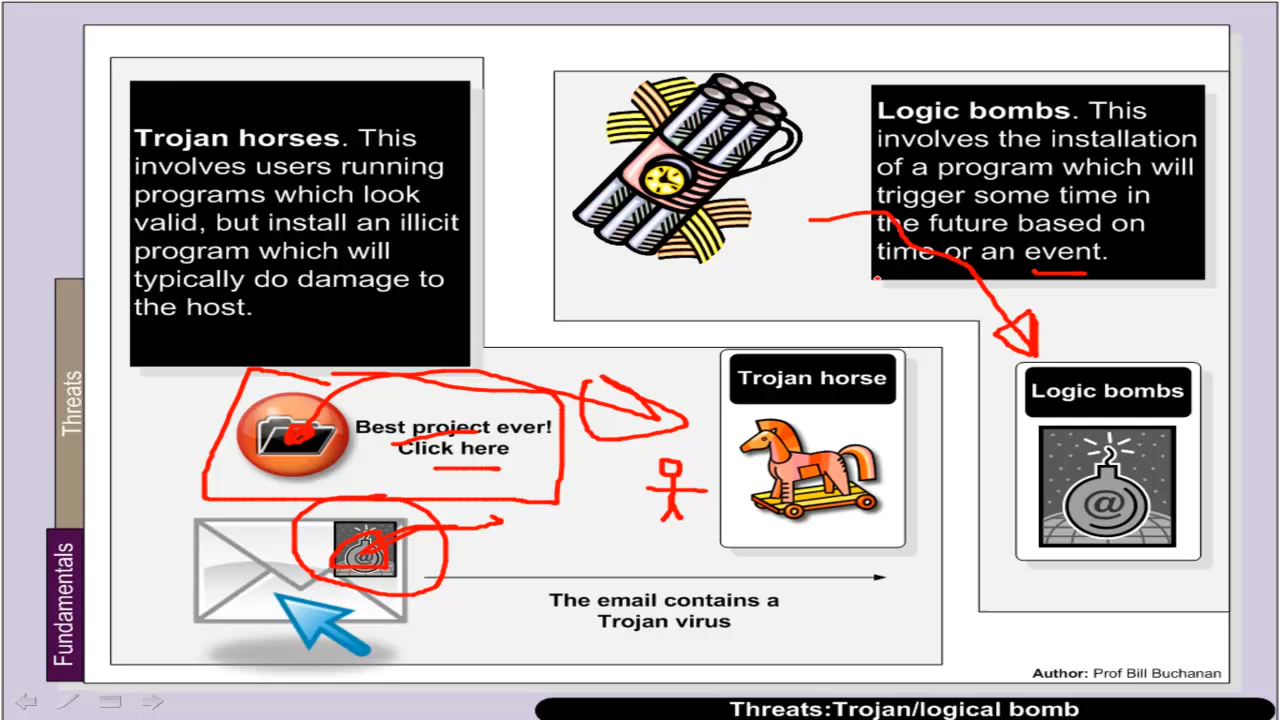 Trojan horses. This
involves users running
programs which look
valid, but install an illicit
program which will
typically do damage to
the host.
Logic bombs. This
involves the installation
of a program which will
trigger some time in
the future based on
time or an event.
Threats
Fundamentals
Best project ever!
Click here
Trojan horse
Logic bombs
@
@
The email contains a
Trojan virus
Author: Prof Bill Buchanan
Threats:Trojan/logical bomb